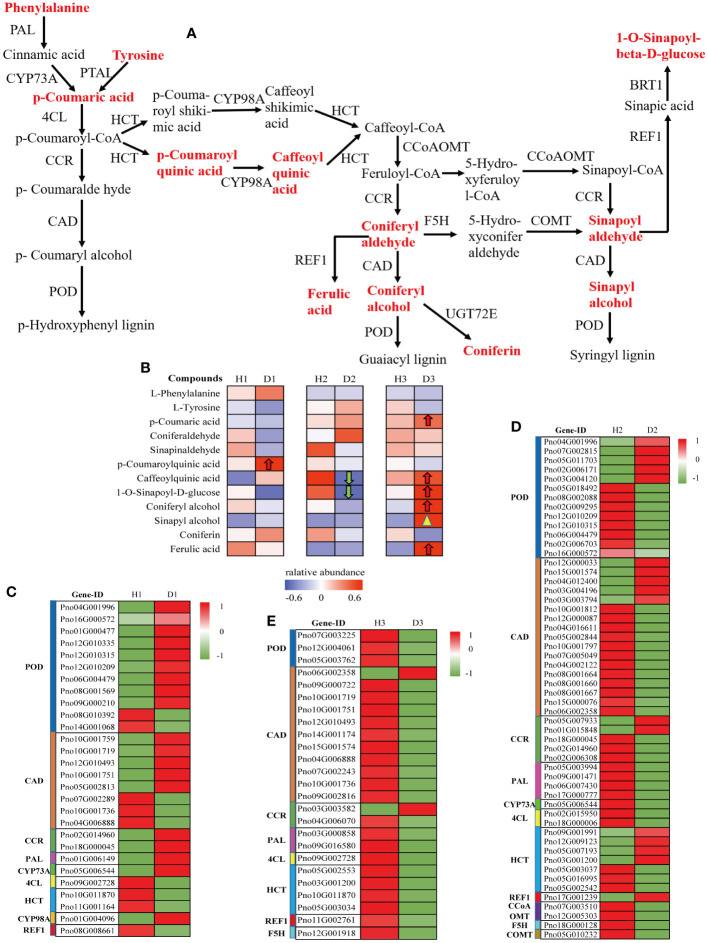 Phenylalanine
PAL
Cinnamic acid
CYP73A
PTAL
Tyrosine
p-Coumaric acid
4CL
p-Coumaroyl-CoA
HCT
HCT
p-Couma-
royl shiki-
mic acid
CYP98A
Caffeoyl
shikimic
acid
HCT
p-Coumaroyl
quinic acid
CYP98A
Caffeoyl
quinic
acid
HCT
CCR
p- Coumaralde hyde
CAD
p- Coumaryl alcohol
POD
p-Hydroxyphenyl lignin
A
Caffeoyl-CoA
CCoAOMT
Feruloyl-CoA
5-Hydro-
xyferuloy
l-CoA
CCoAOMT
Sinapoyl-CoA
CCR
CCR
Coniferyl
aldehyde
F5H
5-Hydro-
xyconifer
aldehyde
COMT
Sinapoyl
aldehyde
REF1
Sinapic acid
BRT1
1-O-Sinapoyl-
beta-D-glucose
REF1
Ferulic
acid
CAD
Coniferyl
alcohol
UGT72E
Coniferin
POD
Guaiacyl lignin
CAD
Sinapyl
alcohol
POD
Syringyl lignin
B
Compounds H1 D1 H2 D2 H3 D3
L-Phenylalanine
L-Tyrosine
p-Coumaric acid
Coniferaldehyde
Sinapinaldehyde
p-Coumaroylquinic acid
Caffeoylquinic acid
1-O-Sinapoyl-D-glucose
Coniferyl alcohol
Sinapyl alcohol
Coniferin
Ferulic acid
ralative abundance
-0.6 0 0.6
C
Gene-ID H1 D1
1
0
-1
POD
Pno04G001996
Pno16G000572
Pno01G000477
Pno12G010335
Pno12G010315
Pno12G010209
Pno06G004479
Pno08G001569
Pno09G000210
Pno08G010392
Pno14G001068
CAD
Pno10G001759
Pno10G001719
Pno12G010493
Pno10G001751
Pno05G002813
Pno07G002289
Pno10G001736
Pno04G006888
CCR
Pno02G014960
Pno18G000045
PAL Pno01G006149
CYP73A Pno05G006544
4CL Pno09G002728
HCT
Pno10G011870
Pno11G001164
CYP98A Pno01G004096
REF1 Pno08G008661
E
Gene-ID H3 D3
1
0
-1
POD
Pno07G003225
Pno12G004061
Pno05G003762
CAD
Pno06G002358
Pno09G000722
Pno10G001719
Pno10G001751
Pno12G010493
Pno14G001174
Pno15G001574
Pno04G006888
Pno07G002243
Pno10G001736
Pno09G002816
CCR
Pno03G003582
Pno04G006070
PAL
Pno03G000858
Pno09G016580
4CL Pno09G002728
HCT
Pno05G002553
Pno03G001200
Pno10G011870
Pno05G003034
REF1 Pno11G002761
F5H Pno12G001918
D
Gene-ID H2 D2
1
0
-1
POD
Pno04G001996
Pno07G002815
Pno05G011703
Pno02G006171
Pno03G004120
Pno05G018492
Pno08G002088
Pno02G009295
Pno12G010209
Pno12G010315
Pno06G004479
Pno02G006703
Pno16G000572
CAD
Pno12G000033
Pno15G001574
Pno04G012400
Pno03G004196
Pno03G003794
Pno10G001812
Pno12G000087
Pno04G016611
Pno05G002844
Pno10G001797
Pno07G005049
Pno04G002122
Pno08G001664
Pno08G001660
Pno08G001667
Pno15G000076
Pno06G002358
CCR
Pno05G007933
Pno01G015848
Pno18G000045
Pno02G014960
Pno02G006308
PAL
Pno05G003994
Pno09G001471
Pno06G007430
Pno17G000777
CYP73A Pno05G006544
4CL
Pno02G015950
Pno18G000006
HCT
Pno09G001991
Pno12G009123
Pno05G007193
Pno03G001200
Pno05G003037
Pno05G016995
Pno05G002542
REF1 Pno17G001239
CCoA Pno07G003510
OMT Pno12G005303
F5H Pno18G000128
COMT Pno05G010232